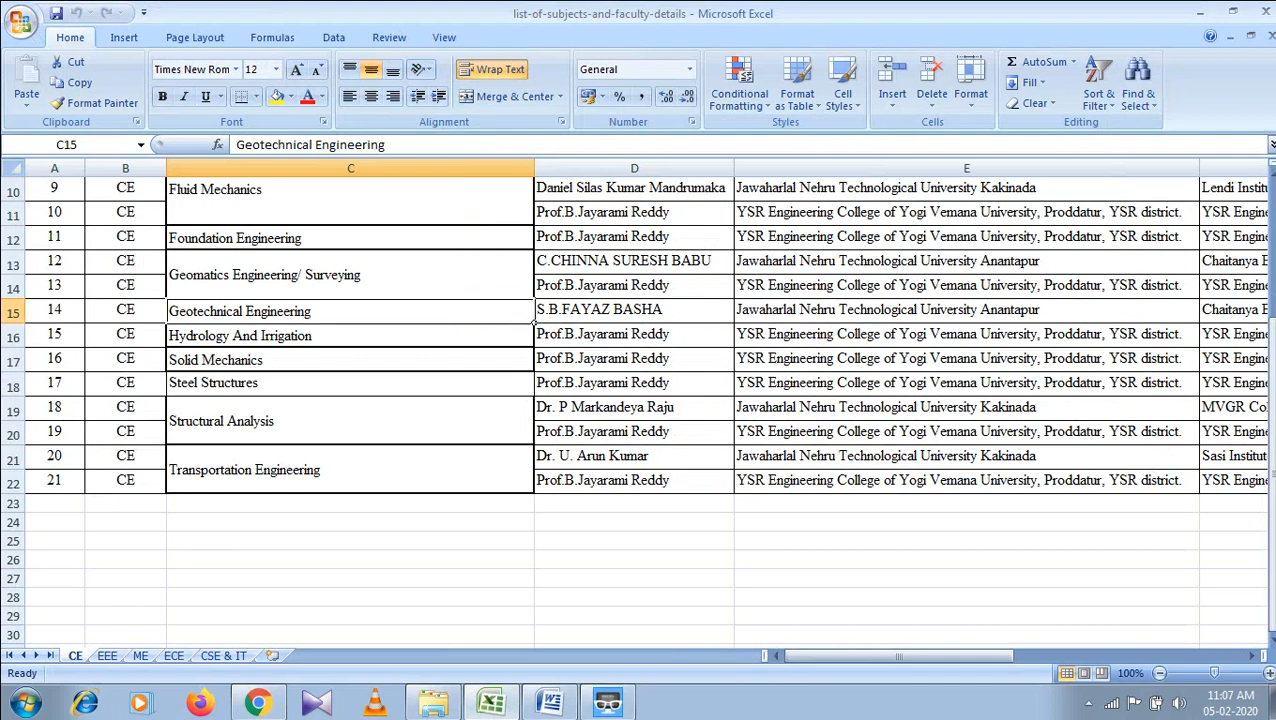 list-of-subjects-and-faculty-details - Microsoft Excel
Home Insert Page Layout Formulas Data Review View
Paste Cut Copy Format Painter Clipboard
Times New Rom 12 B I U A Font
Wrap Text Merge & Center Alignment
General % , Number
Conditional Formatting Format as Table Cell Styles Styles
Insert Delete Format Cells
Σ AutoSum Fill Clear Sort & Filter Find & Select Editing
C15 fx Geotechnical Engineering
A B C D E
10 9 CE Fluid Mechanics Daniel Silas Kumar Mandrumaka Jawaharlal Nehru Technological University Kakinada Lendi Instit
11 10 CE Prof.B.Jayarami Reddy YSR Engineering College of Yogi Vemana University, Proddatur, YSR district. YSR Engine
12 11 CE Foundation Engineering Prof.B.Jayarami Reddy YSR Engineering College of Yogi Vemana University, Proddatur, YSR district. YSR Engine
13 12 CE Geomatics Engineering/ Surveying C.CHINNA SURESH BABU Jawaharlal Nehru Technological University Anantapur Chaitanya E
14 13 CE Prof.B.Jayarami Reddy YSR Engineering College of Yogi Vemana University, Proddatur, YSR district. YSR Engine
15 14 CE Geotechnical Engineering S.B.FAYAZ BASHA Jawaharlal Nehru Technological University Anantapur Chaitanya E
16 15 CE Hydrology And Irrigation Prof.B.Jayarami Reddy YSR Engineering College of Yogi Vemana University, Proddatur, YSR district. YSR Engine
17 16 CE Solid Mechanics Prof.B.Jayarami Reddy YSR Engineering College of Yogi Vemana University, Proddatur, YSR district. YSR Engine
18 17 CE Steel Structures Prof.B.Jayarami Reddy YSR Engineering College of Yogi Vemana University, Proddatur, YSR district. YSR Engine
19 18 CE Structural Analysis Dr. P Markandeya Raju Jawaharlal Nehru Technological University Kakinada MVGR Co
20 19 CE Prof.B.Jayarami Reddy YSR Engineering College of Yogi Vemana University, Proddatur, YSR district. YSR Engine
21 20 CE Transportation Engineering Dr. U. Arun Kumar Jawaharlal Nehru Technological University Kakinada Sasi Institut
22 21 CE Prof.B.Jayarami Reddy YSR Engineering College of Yogi Vemana University, Proddatur, YSR district. YSR Engine
23
24
25
26
27
28
29
30
CE EEE ME ECE CSE & IT
Ready 100%
11:07 AM
05-02-2020